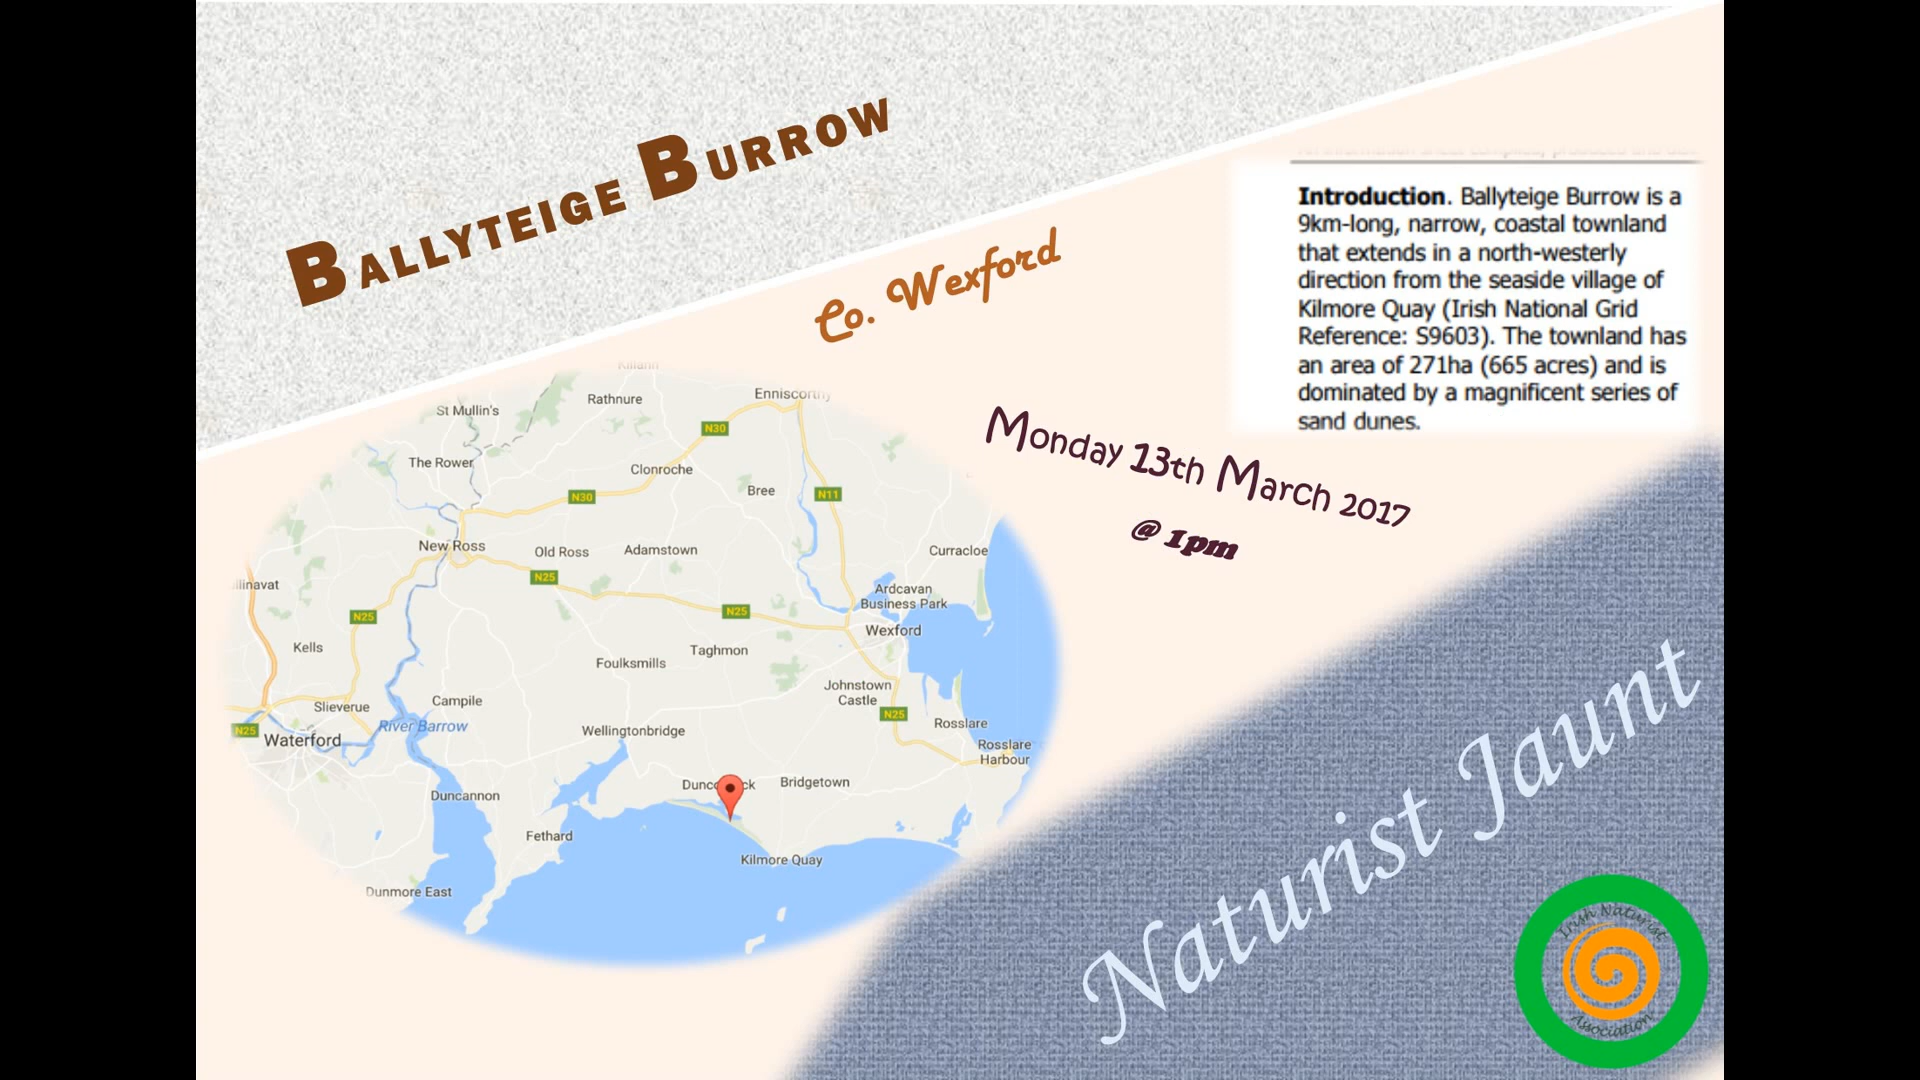 Ballyteige Burrow
Co. Wexford
Introduction. Ballyteige Burrow is a
9km-long, narrow, coastal townland
that extends in a north-westerly
direction from the seaside village of
Kilmore Quay (Irish National Grid
Reference: S9603). The townland has
an area of 271ha (665 acres) and is
dominated by a magnificent series of
sand dunes.
Monday 13th March 2017
@ 1pm
Killann
Enniscorthy
Rathnure
St Mullin's
N30
The Rower
Clonroche
Bree
N11
N30
New Ross
Old Ross
Adamstown
Curracloe
N25
Ardcavan
Business Park
N25
N25
Wexford
Kells
Taghmon
Foulksmills
Johnstown
Castle
Campile
Slieverue
N25
River Barrow
Rosslare
N25
Wellingtonbridge
Waterford
Rosslare
Harbour
Bridgetown
Duncannon
Fethard
Kilmore Quay
Dunmore East
Naturist Jaunt
Irish Naturist
Association